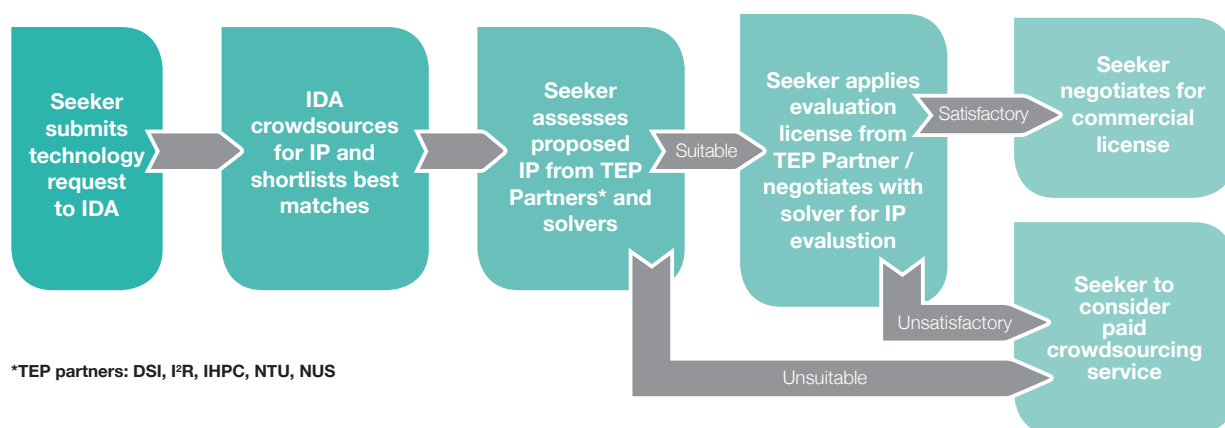 Seeker
submits
technology
request
to IDA
IDA
crowdsources
for IP and
shortlists best
matches
Seeker
assesses
proposed
IP from TEP
Partners* and
solvers
Suitable
Seeker applies
evaluation
license from
TEP Partner /
negotiates with
solver for IP
evalustion
Satisfactory
Seeker
negotiates for
commercial
license
Unsatisfactory
Unsuitable
Seeker to
consider
paid
crowdsourcing
service
*TEP partners: DSI, I²R, IHPC, NTU, NUS